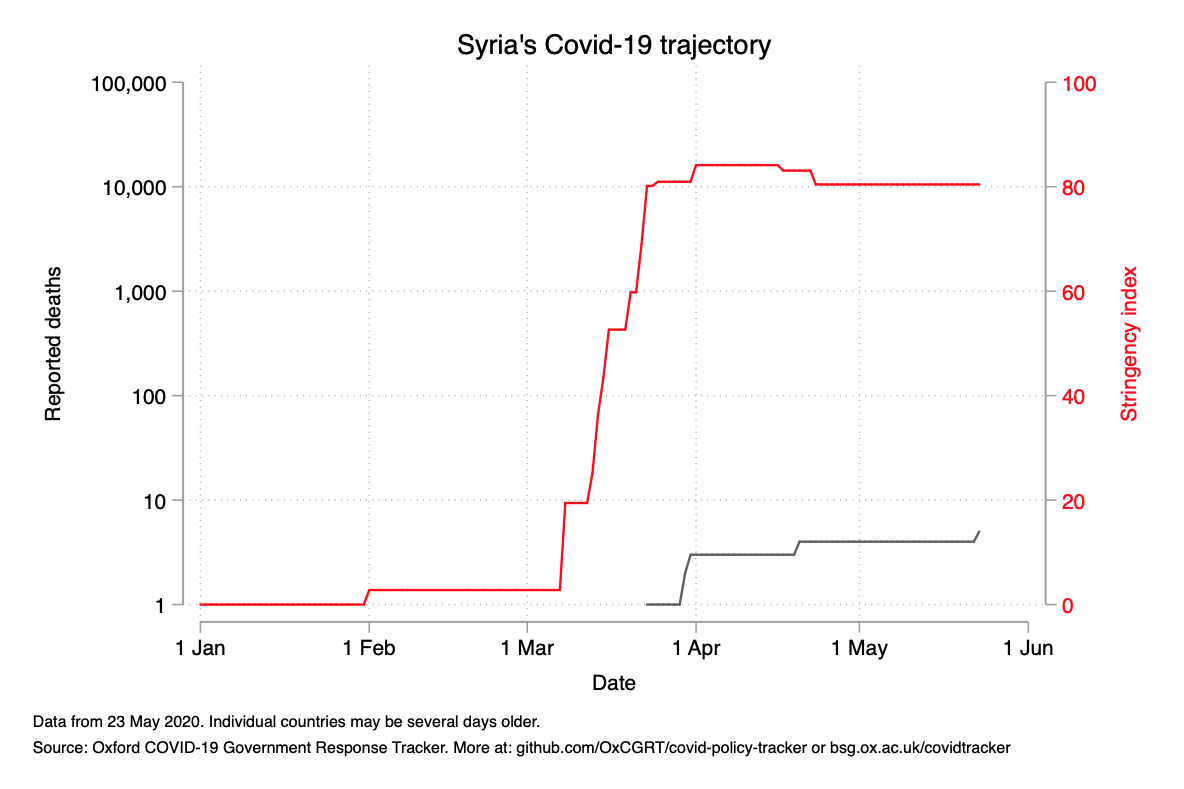 Syria's Covid-19 trajectory
100,000
10,000
1,000
100
10
1
Reported deaths
100
80
60
40
20
0
Stringency index
1 Jan
1 Feb
1 Mar
1 Apr
1 May
1 Jun
Date
Data from 23 May 2020. Individual countries may be several days older.
Source: Oxford COVID-19 Government Response Tracker. More at: github.com/OxCGRT/covid-policy-tracker or bsg.ox.ac.uk/covidtracker